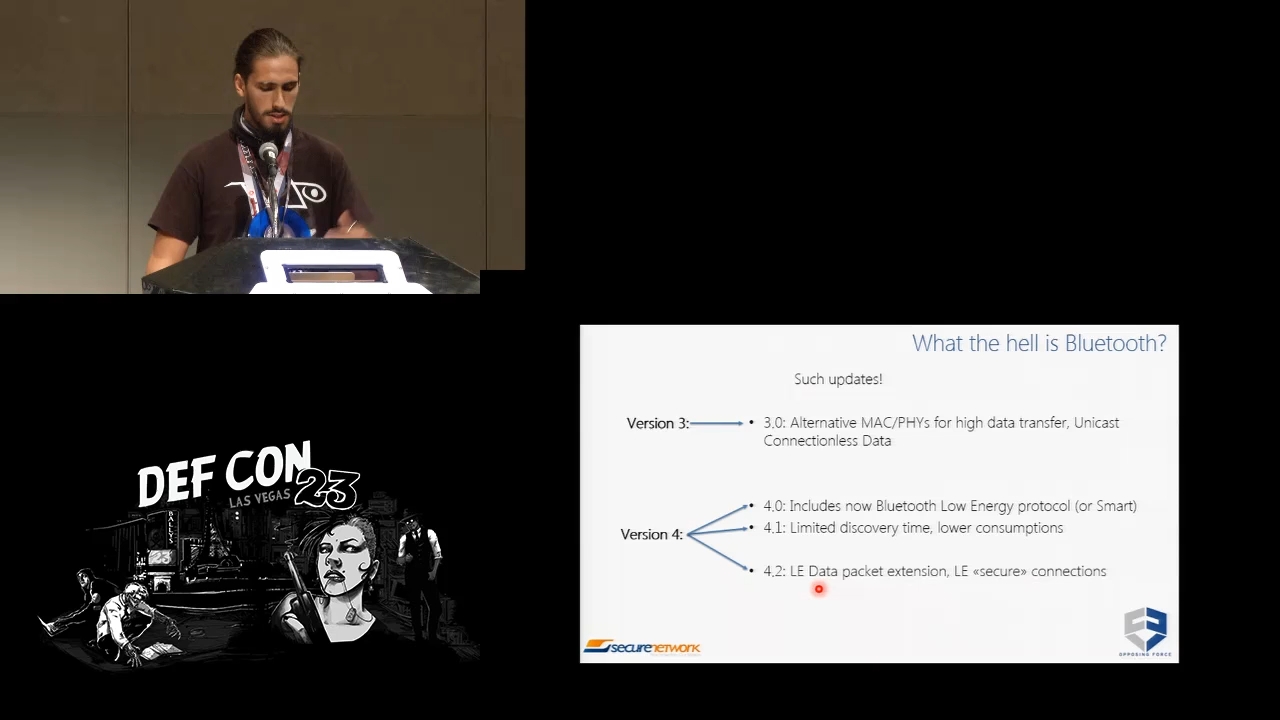 What the hell is Bluetooth?
Such updates!
Version 3:
• 3.0: Alternative MAC/PHYs for high data transfer, Unicast
Connectionless Data
Version 4:
• 4.0: Includes now Bluetooth Low Energy protocol (or Smart)
• 4.1: Limited discovery time, lower consumptions
• 4.2: LE Data packet extension, LE «secure» connections
securenetwork
OPPOSING FORCE
DEF CON
LAS VEGAS 23
BALLYS
23